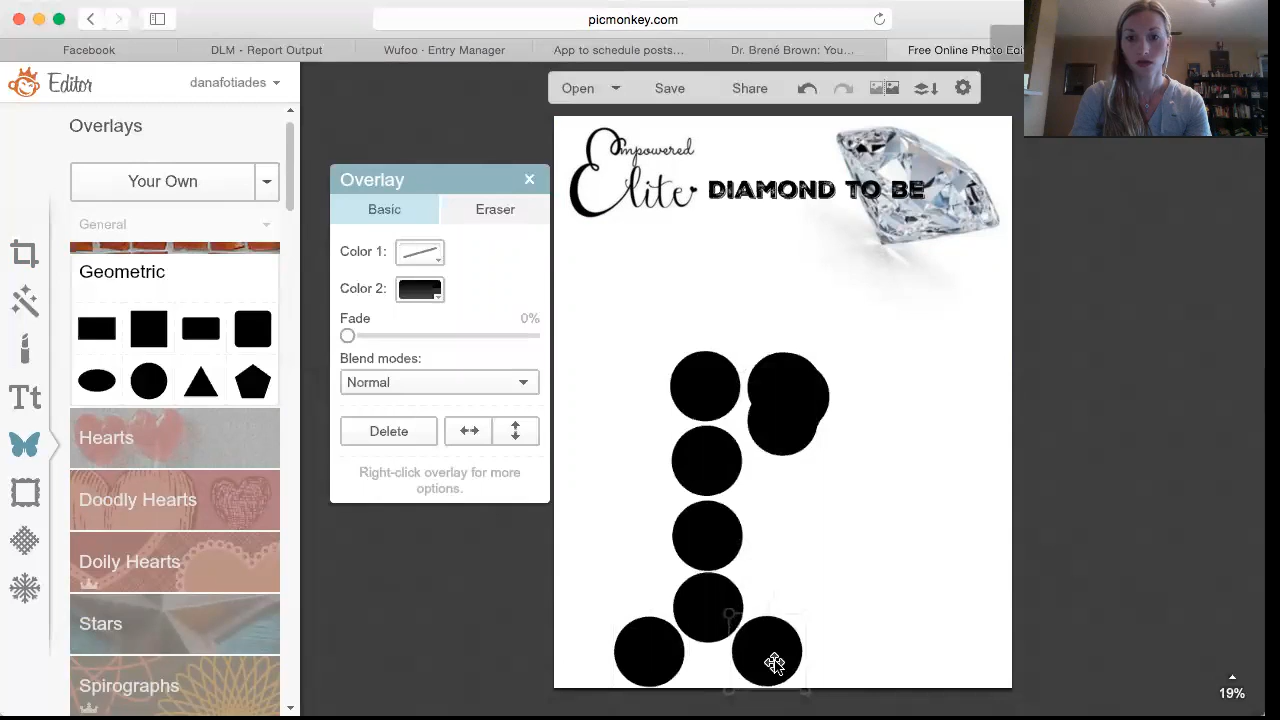 picmonkey.com
Facebook
DLM - Report Output
Wufoo - Entry Manager
App to schedule posts...
Dr. Brené Brown: You...
Free Online Photo Edi
Editor
danafotiades
Open
Save
Share
Overlays
Your Own
General
Geometric
Hearts
Doodly Hearts
Doily Hearts
Stars
Spirographs
Tt
Overlay
Basic
Eraser
Color 1:
Color 2:
Fade
0%
Blend modes:
Normal
Delete
Right-click overlay for more
options.
Empowered
Elite
DIAMOND TO BE
19%